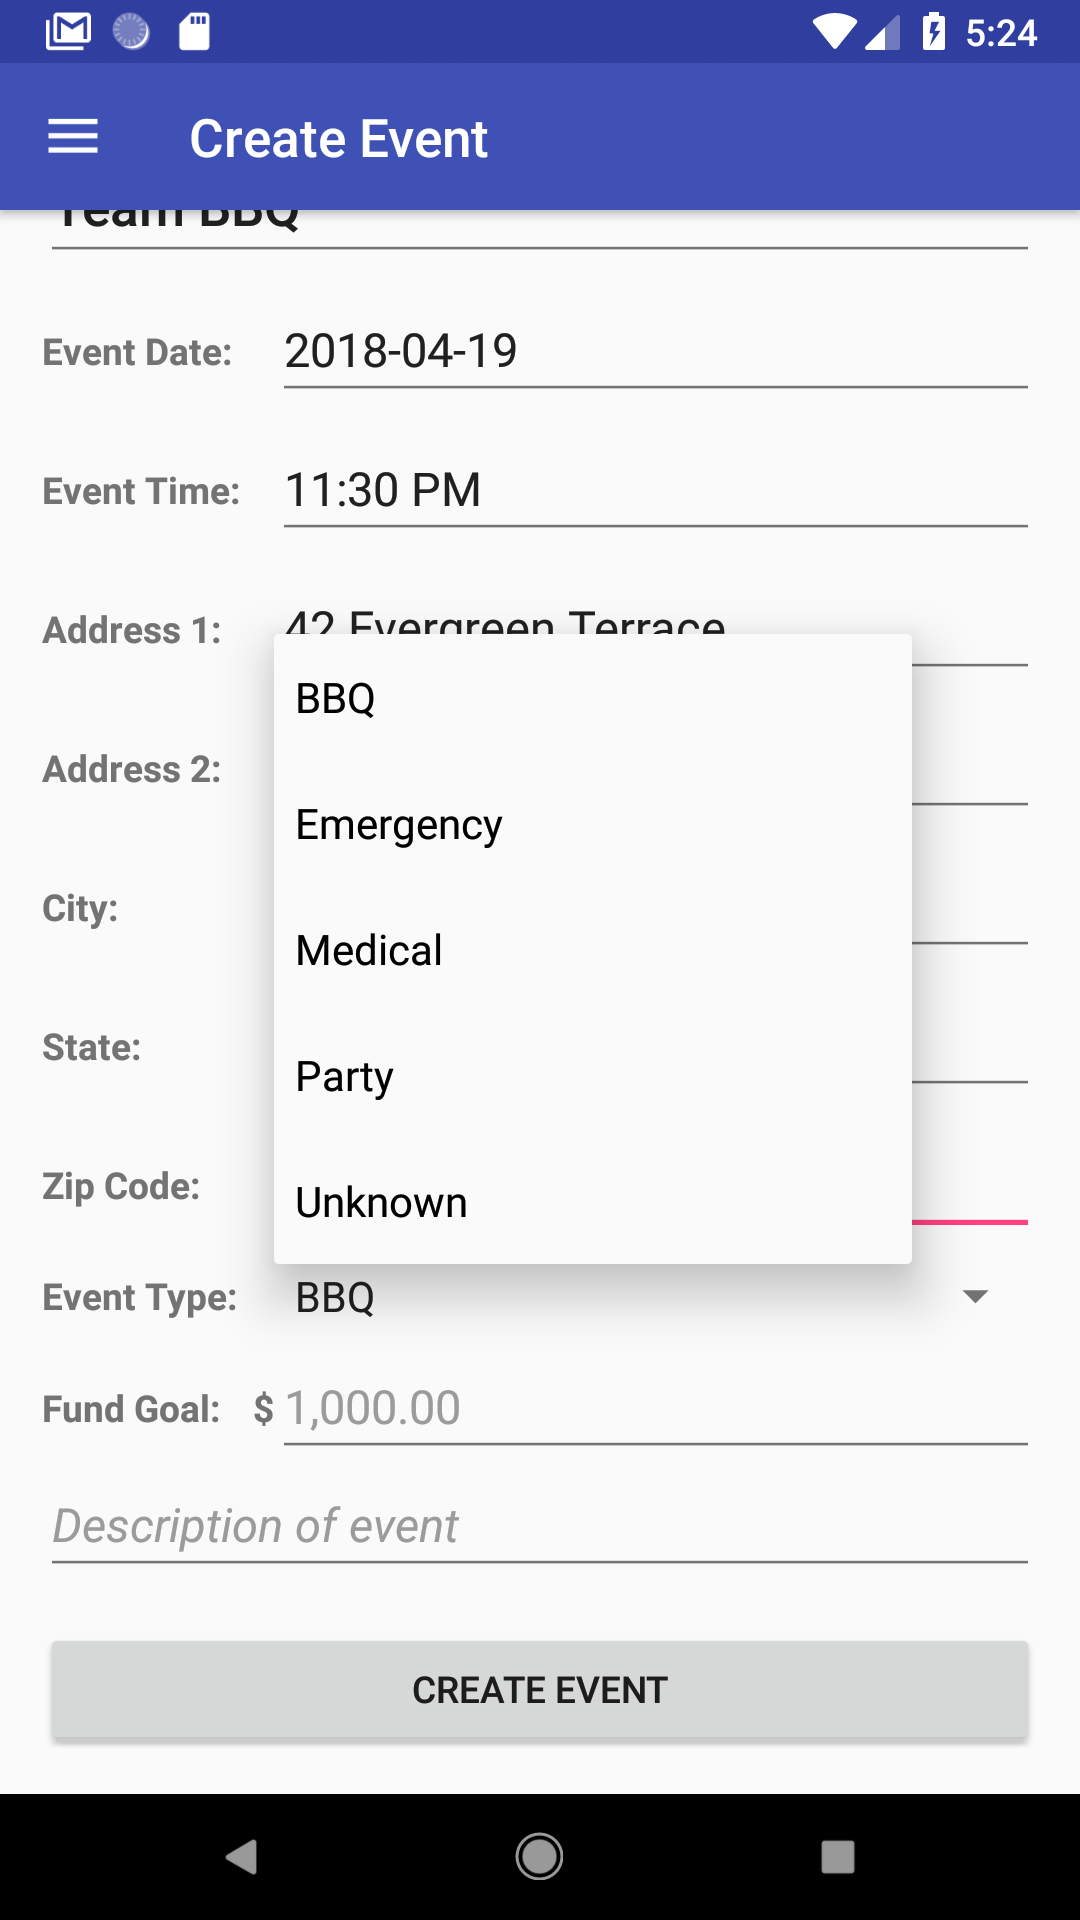 5:24
Create Event
Team BBQ
Event Date: 2018-04-19
Event Time: 11:30 PM
Address 1: 42 Evergreen Terrace
BBQ
Address 2:
Emergency
City:
Medical
State:
Party
Zip Code:
Unknown
Event Type: BBQ
Fund Goal: $ 1,000.00
Description of event
CREATE EVENT